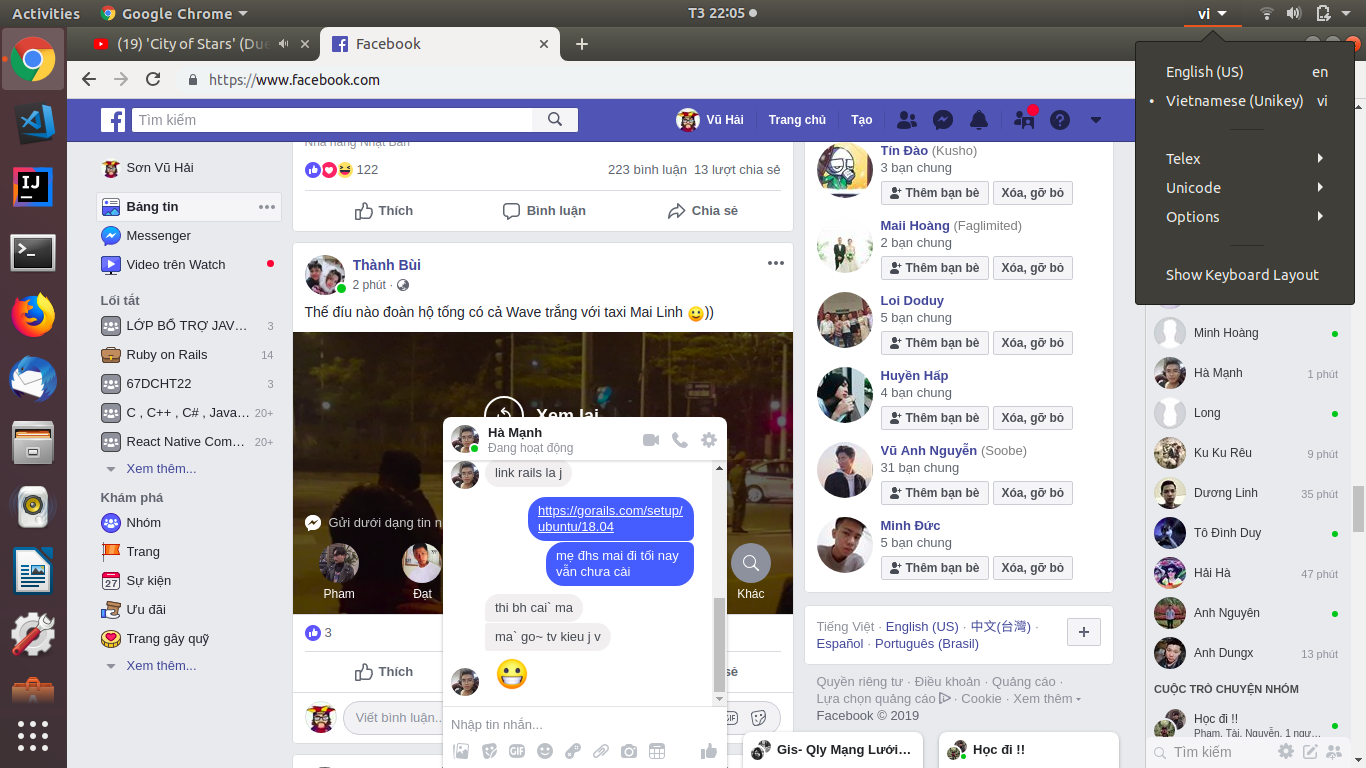 Activities
Google Chrome
T3 22:05
vi
(19) 'City of Stars' (Due
Facebook
https://www.facebook.com
English (US) en
Vietnamese (Unikey) vi
Telex
Unicode
Options
Show Keyboard Layout
Tìm kiếm
Vũ Hải
Trang chủ
Tạo
Sơn Vũ Hải
Bảng tin
Messenger
Video trên Watch
Lối tắt
LỚP BỔ TRỢ JAV... 3
Ruby on Rails 14
67DCHT22 3
C , C++ , C# , Java... 20+
React Native Com... 20+
Xem thêm...
Khám phá
Nhóm
Trang
27 Sự kiện
Ưu đãi
Trang gây quỹ
Xem thêm...
Nhà hàng Nhật Bản
122
223 bình luận 13 lượt chia sẻ
Thích
Bình luận
Chia sẻ
Thành Bùi
2 phút ·
Thế đíu nào đoàn hộ tống có cả Wave trắng với taxi Mai Linh 🙂))
Xem lại
Gửi dưới dạng tin n
Pham
Đạt
Khác
3
Thích
sẻ
Viết bình luận...
GIF
Hà Mạnh
Đang hoạt động
link rails la j
https://gorails.com/setup/
ubuntu/18.04
mẹ đhs mai đi tối nay
vẫn chưa cài
thi bh cai` ma
ma` go~ tv kieu j v
😀
Nhập tin nhắn...
GIF
Tín Đào (Kusho)
3 bạn chung
Thêm bạn bè Xóa, gỡ bỏ
Maii Hoàng (Faglimited)
2 bạn chung
Thêm bạn bè Xóa, gỡ bỏ
Loi Doduy
5 bạn chung
Thêm bạn bè Xóa, gỡ bỏ
Huyền Hấp
4 bạn chung
Thêm bạn bè Xóa, gỡ bỏ
Vũ Anh Nguyễn (Soobe)
31 bạn chung
Thêm bạn bè Xóa, gỡ bỏ
Minh Đức
5 bạn chung
Thêm bạn bè Xóa, gỡ bỏ
Tiếng Việt · English (US) · 中文(台灣) ·
Español · Português (Brasil)
Quyền riêng tư · Điều khoản · Quảng cáo ·
Lựa chọn quảng cáo · Cookie · Xem thêm
Facebook © 2019
Gis- Qly Mạng Lưới...
Học đi !!
Minh Hoàng
Hà Mạnh 1 phút
Long
Ku Ku Rêu 9 phút
Dương Linh 35 phút
Tô Đình Duy
Hải Hà 47 phút
Anh Nguyên
Anh Dungx 13 phút
CUỘC TRÒ CHUYỆN NHÓM
Học đi !!
Pham, Tài, Nguyễn, 1 ngư...
Tìm kiếm